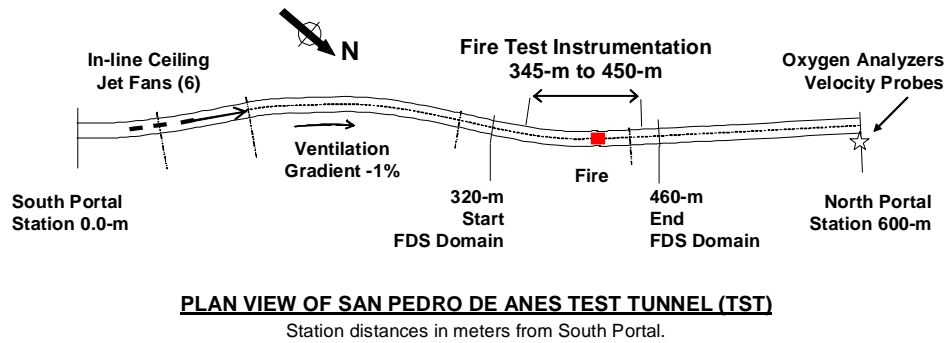 N
In-line Ceiling
Jet Fans (6)
Fire Test Instrumentation
345-m to 450-m
Oxygen Analyzers
Velocity Probes
Ventilation
Gradient -1%
Fire
South Portal
Station 0.0-m
320-m
Start
FDS Domain
460-m
End
FDS Domain
North Portal
Station 600-m
PLAN VIEW OF SAN PEDRO DE ANES TEST TUNNEL (TST)
Station distances in meters from South Portal.